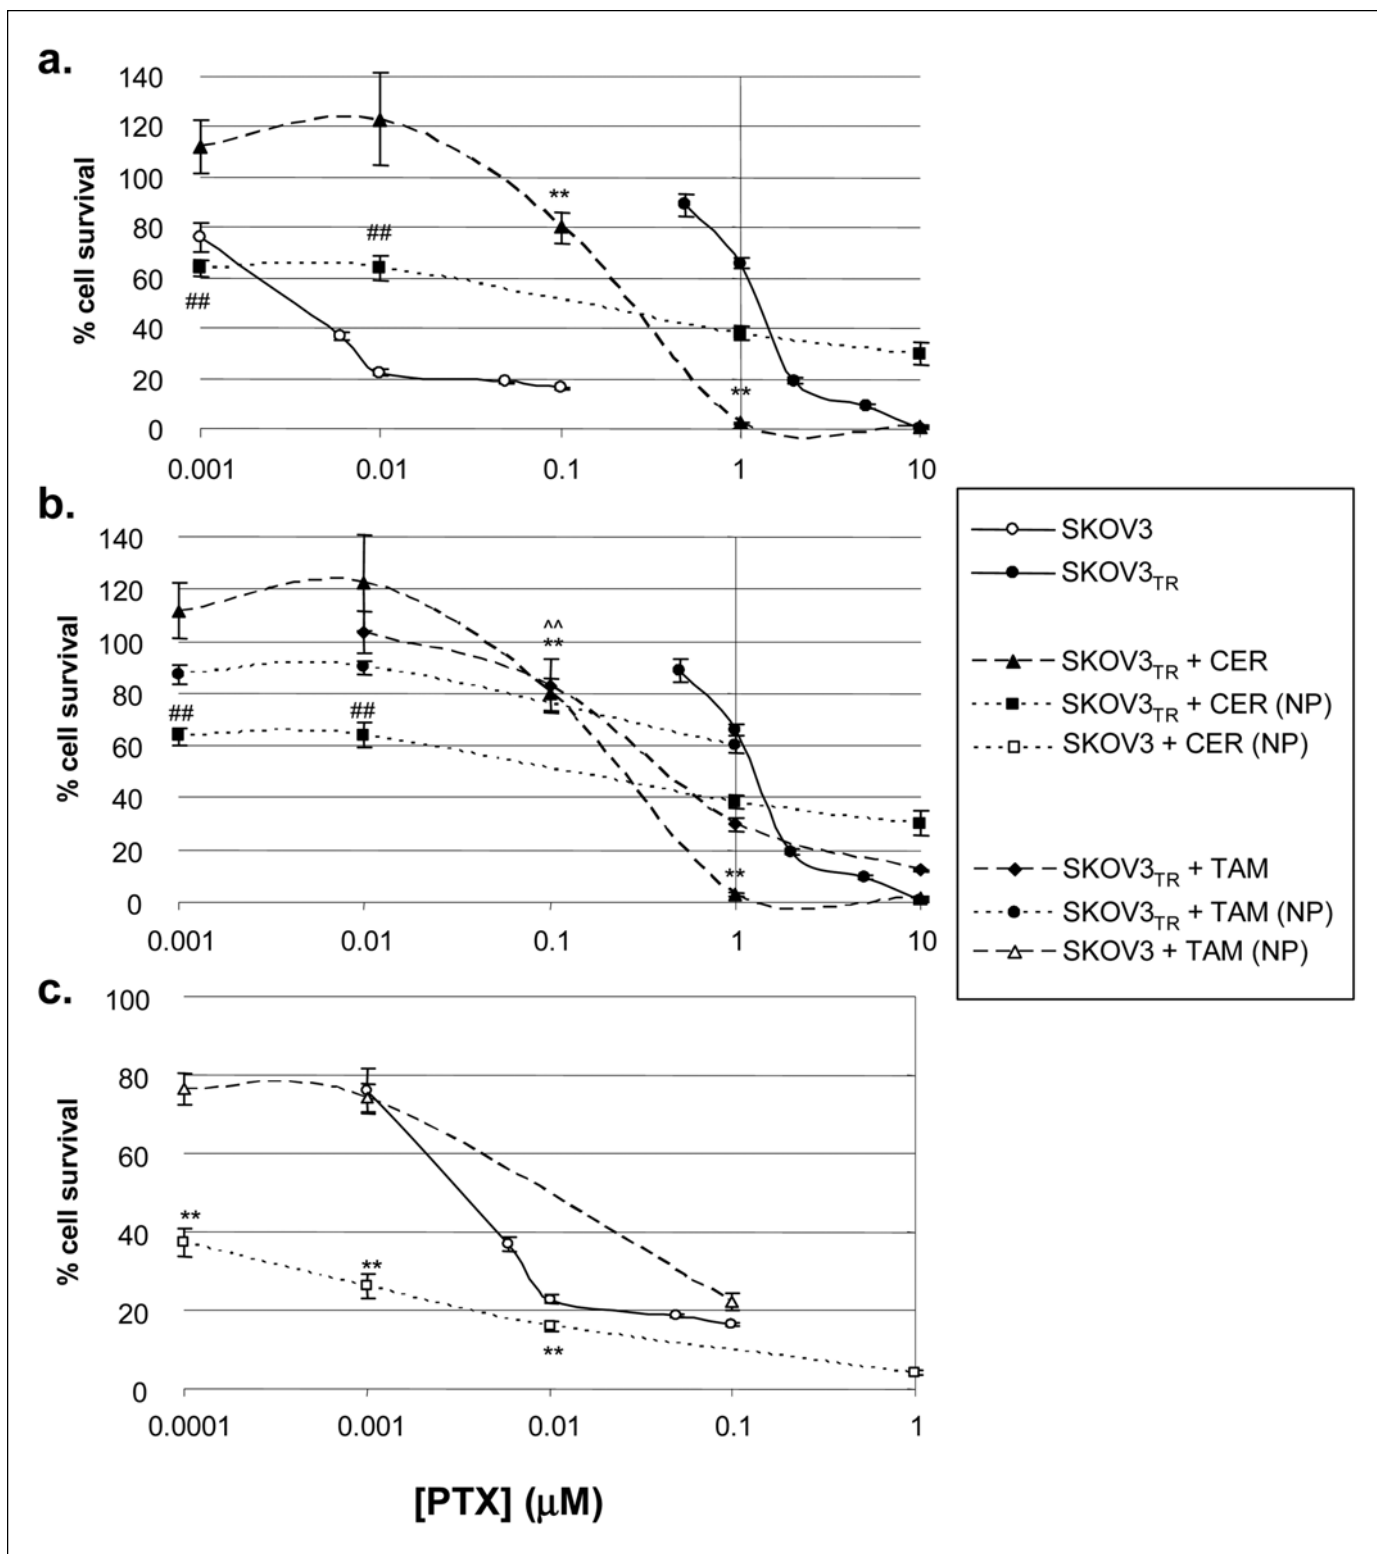 a.
% cell survival
140
120
100
80
60
40
20
0
**
##
##
**
0.001 0.01 0.1 1 10
b.
% cell survival
140
120
100
80
60
40
20
0
^^
**
## ##
**
0.001 0.01 0.1 1 10
SKOV3
SKOV3TR
SKOV3TR + CER
SKOV3TR + CER (NP)
SKOV3 + CER (NP)
SKOV3TR + TAM
SKOV3TR + TAM (NP)
SKOV3 + TAM (NP)
c.
% cell survival
100
80
60
40
20
0
**
**
**
0.0001 0.001 0.01 0.1 1
[PTX] (μM)